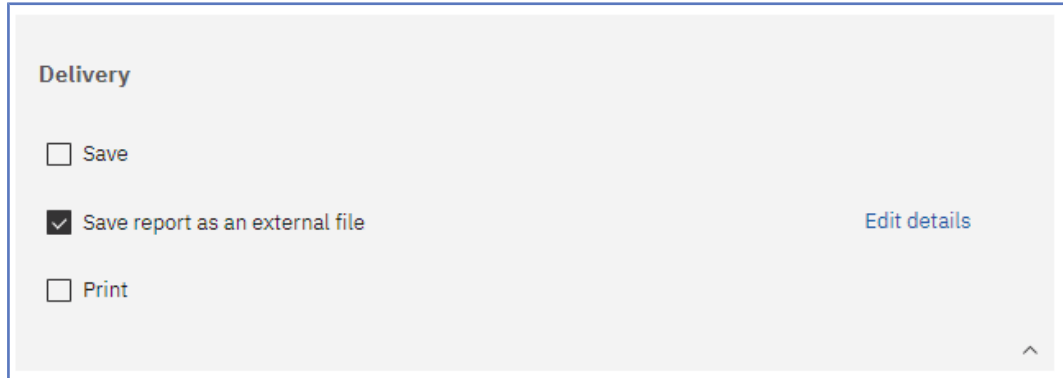 Delivery
Save
Save report as an external file Edit details
Print